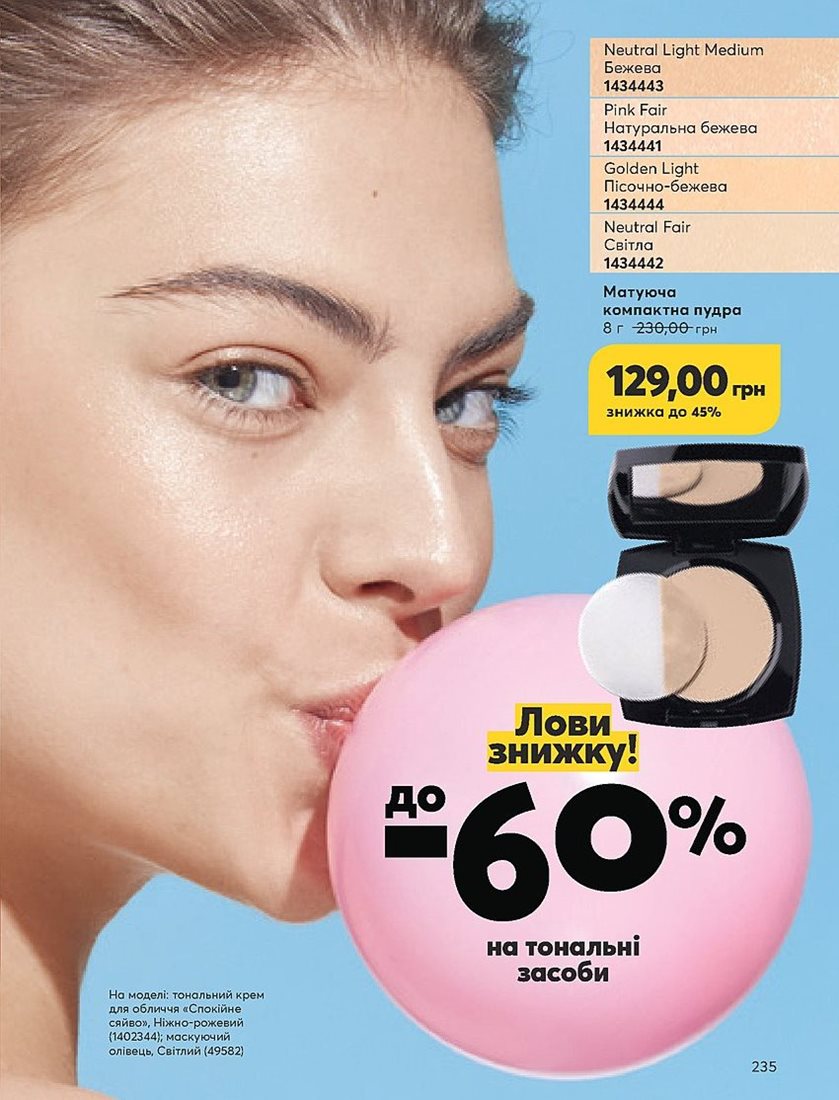 Neutral Light Medium
Бежева
1434443
Pink Fair
Натуральна бежева
1434441
Golden Light
Пісочно-бежева
1434444
Neutral Fair
Світла
1434442
Матуюча
компактна пудра
8 г 230,00 грн
129,00 грн
знижка до 45%
Лови
знижку!
до
-60%
на тональні
засоби
На моделі: тональний крем
для обличчя «Спокійне
сяйво», Ніжно-рожевий
(1402344); маскуючий
олівець, Світлий (49582)
235